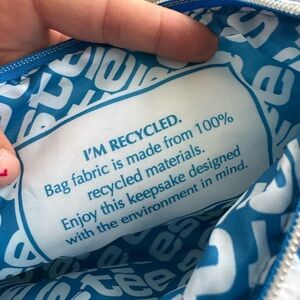 I'M RECYCLED.
Bag fabric is made from 100%
recycled materials.
Enjoy this keepsake designed
with the environment in mind.